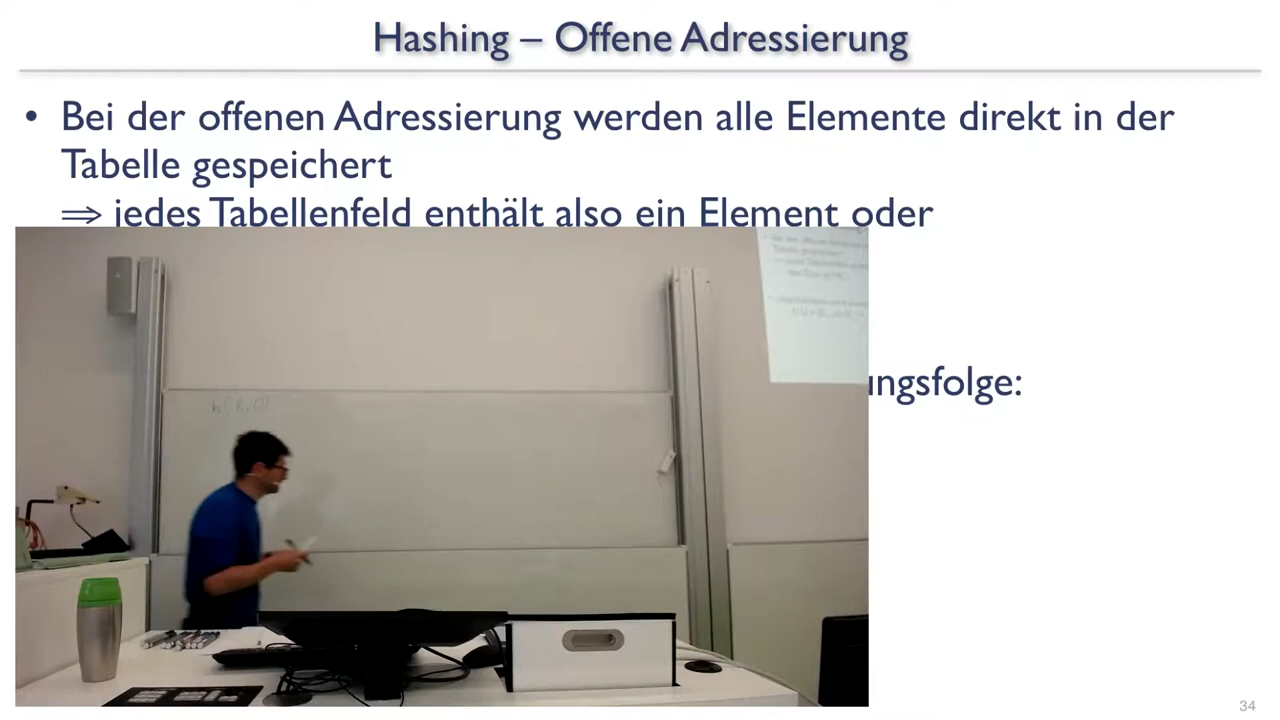 Hashing – Offene Adressierung
• Bei der offenen Adressierung werden alle Elemente direkt in der
Tabelle gespeichert
⇒ jedes Tabellenfeld enthält also ein Element oder
ungsfolge:
34